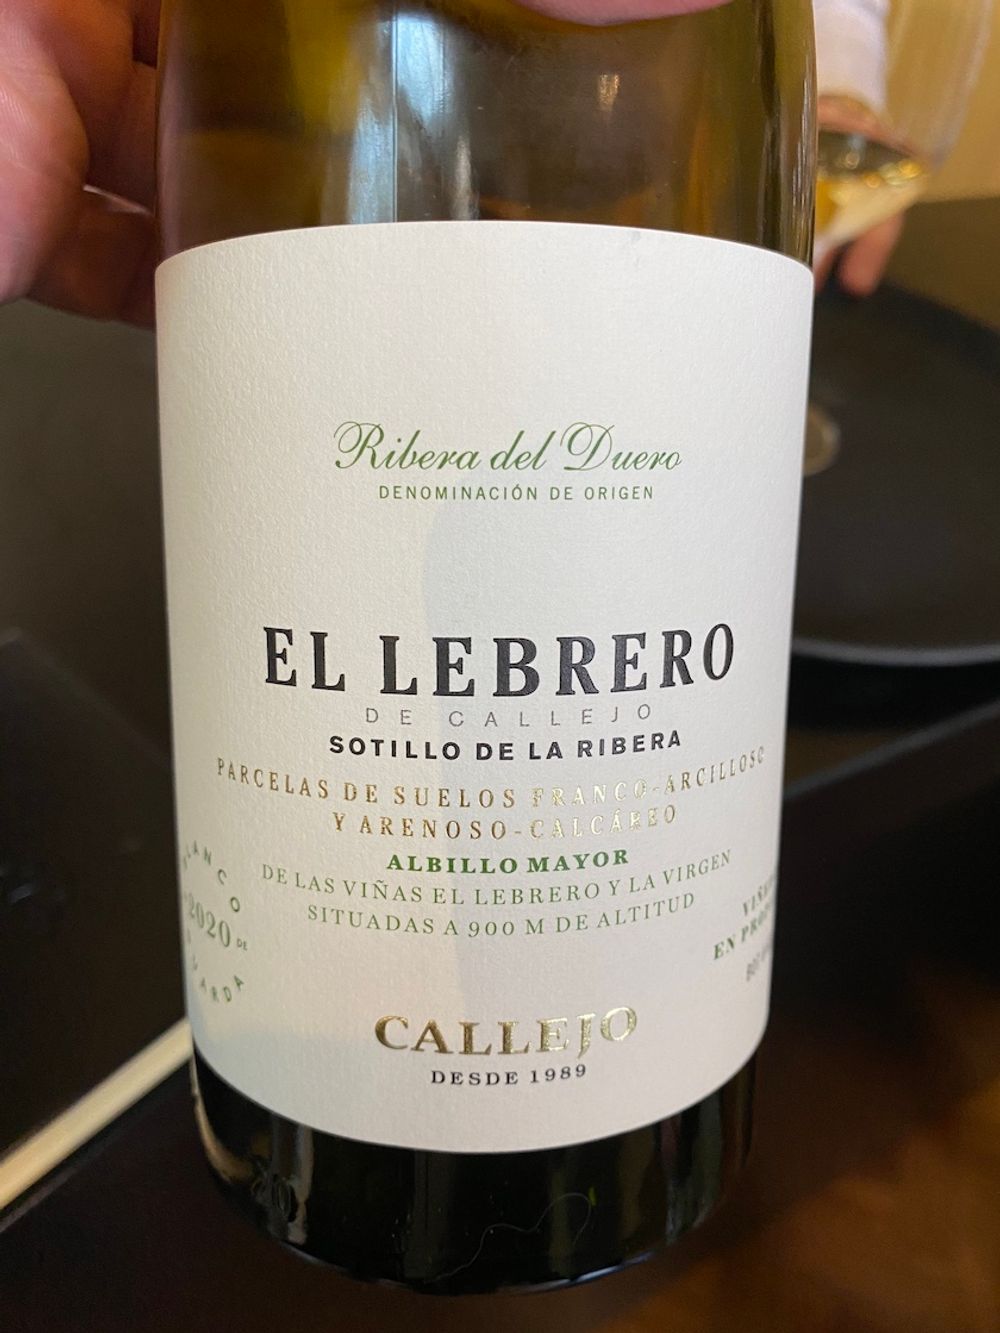 Ribera del Duero
DENOMINACIÓN DE ORIGEN
EL LEBRERO
DE CALLEJO
SOTILLO DE LA RIBERA
PARCELAS DE SUELOS FRANCO-ARCILLOSO
Y ARENOSO-CALCÁREO
ALBILLO MAYOR
DE LAS VIÑAS EL LEBRERO Y LA VIRGEN
SITUADAS A 900 M DE ALTITUD
2020 DE
EN
CALLEJO
DESDE 1989